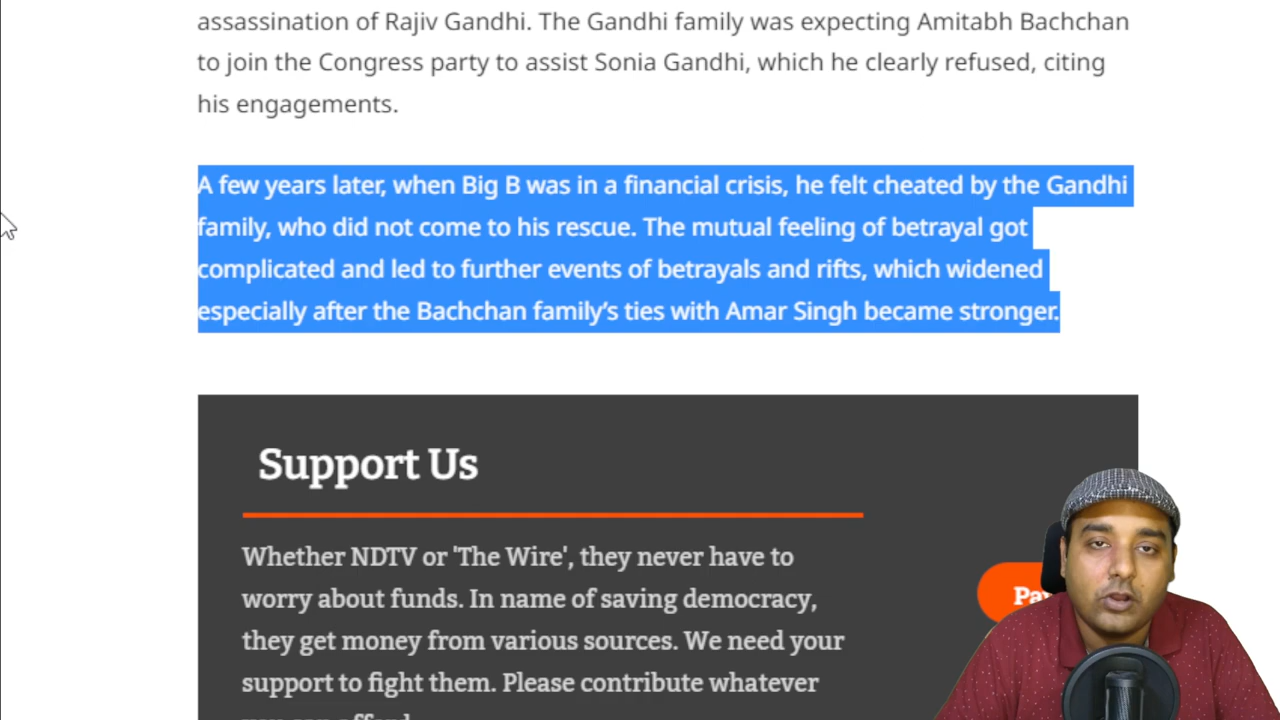 assassination of Rajiv Gandhi. The Gandhi family was expecting Amitabh Bachchan
to join the Congress party to assist Sonia Gandhi, which he clearly refused, citing
his engagements.
A few years later, when Big B was in a financial crisis, he felt cheated by the Gandhi
family, who did not come to his rescue. The mutual feeling of betrayal got
complicated and led to further events of betrayals and rifts, which widened
especially after the Bachchan family’s ties with Amar Singh became stronger.
Support Us
Whether NDTV or 'The Wire', they never have to
worry about funds. In name of saving democracy,
they get money from various sources. We need your
support to fight them. Please contribute whatever